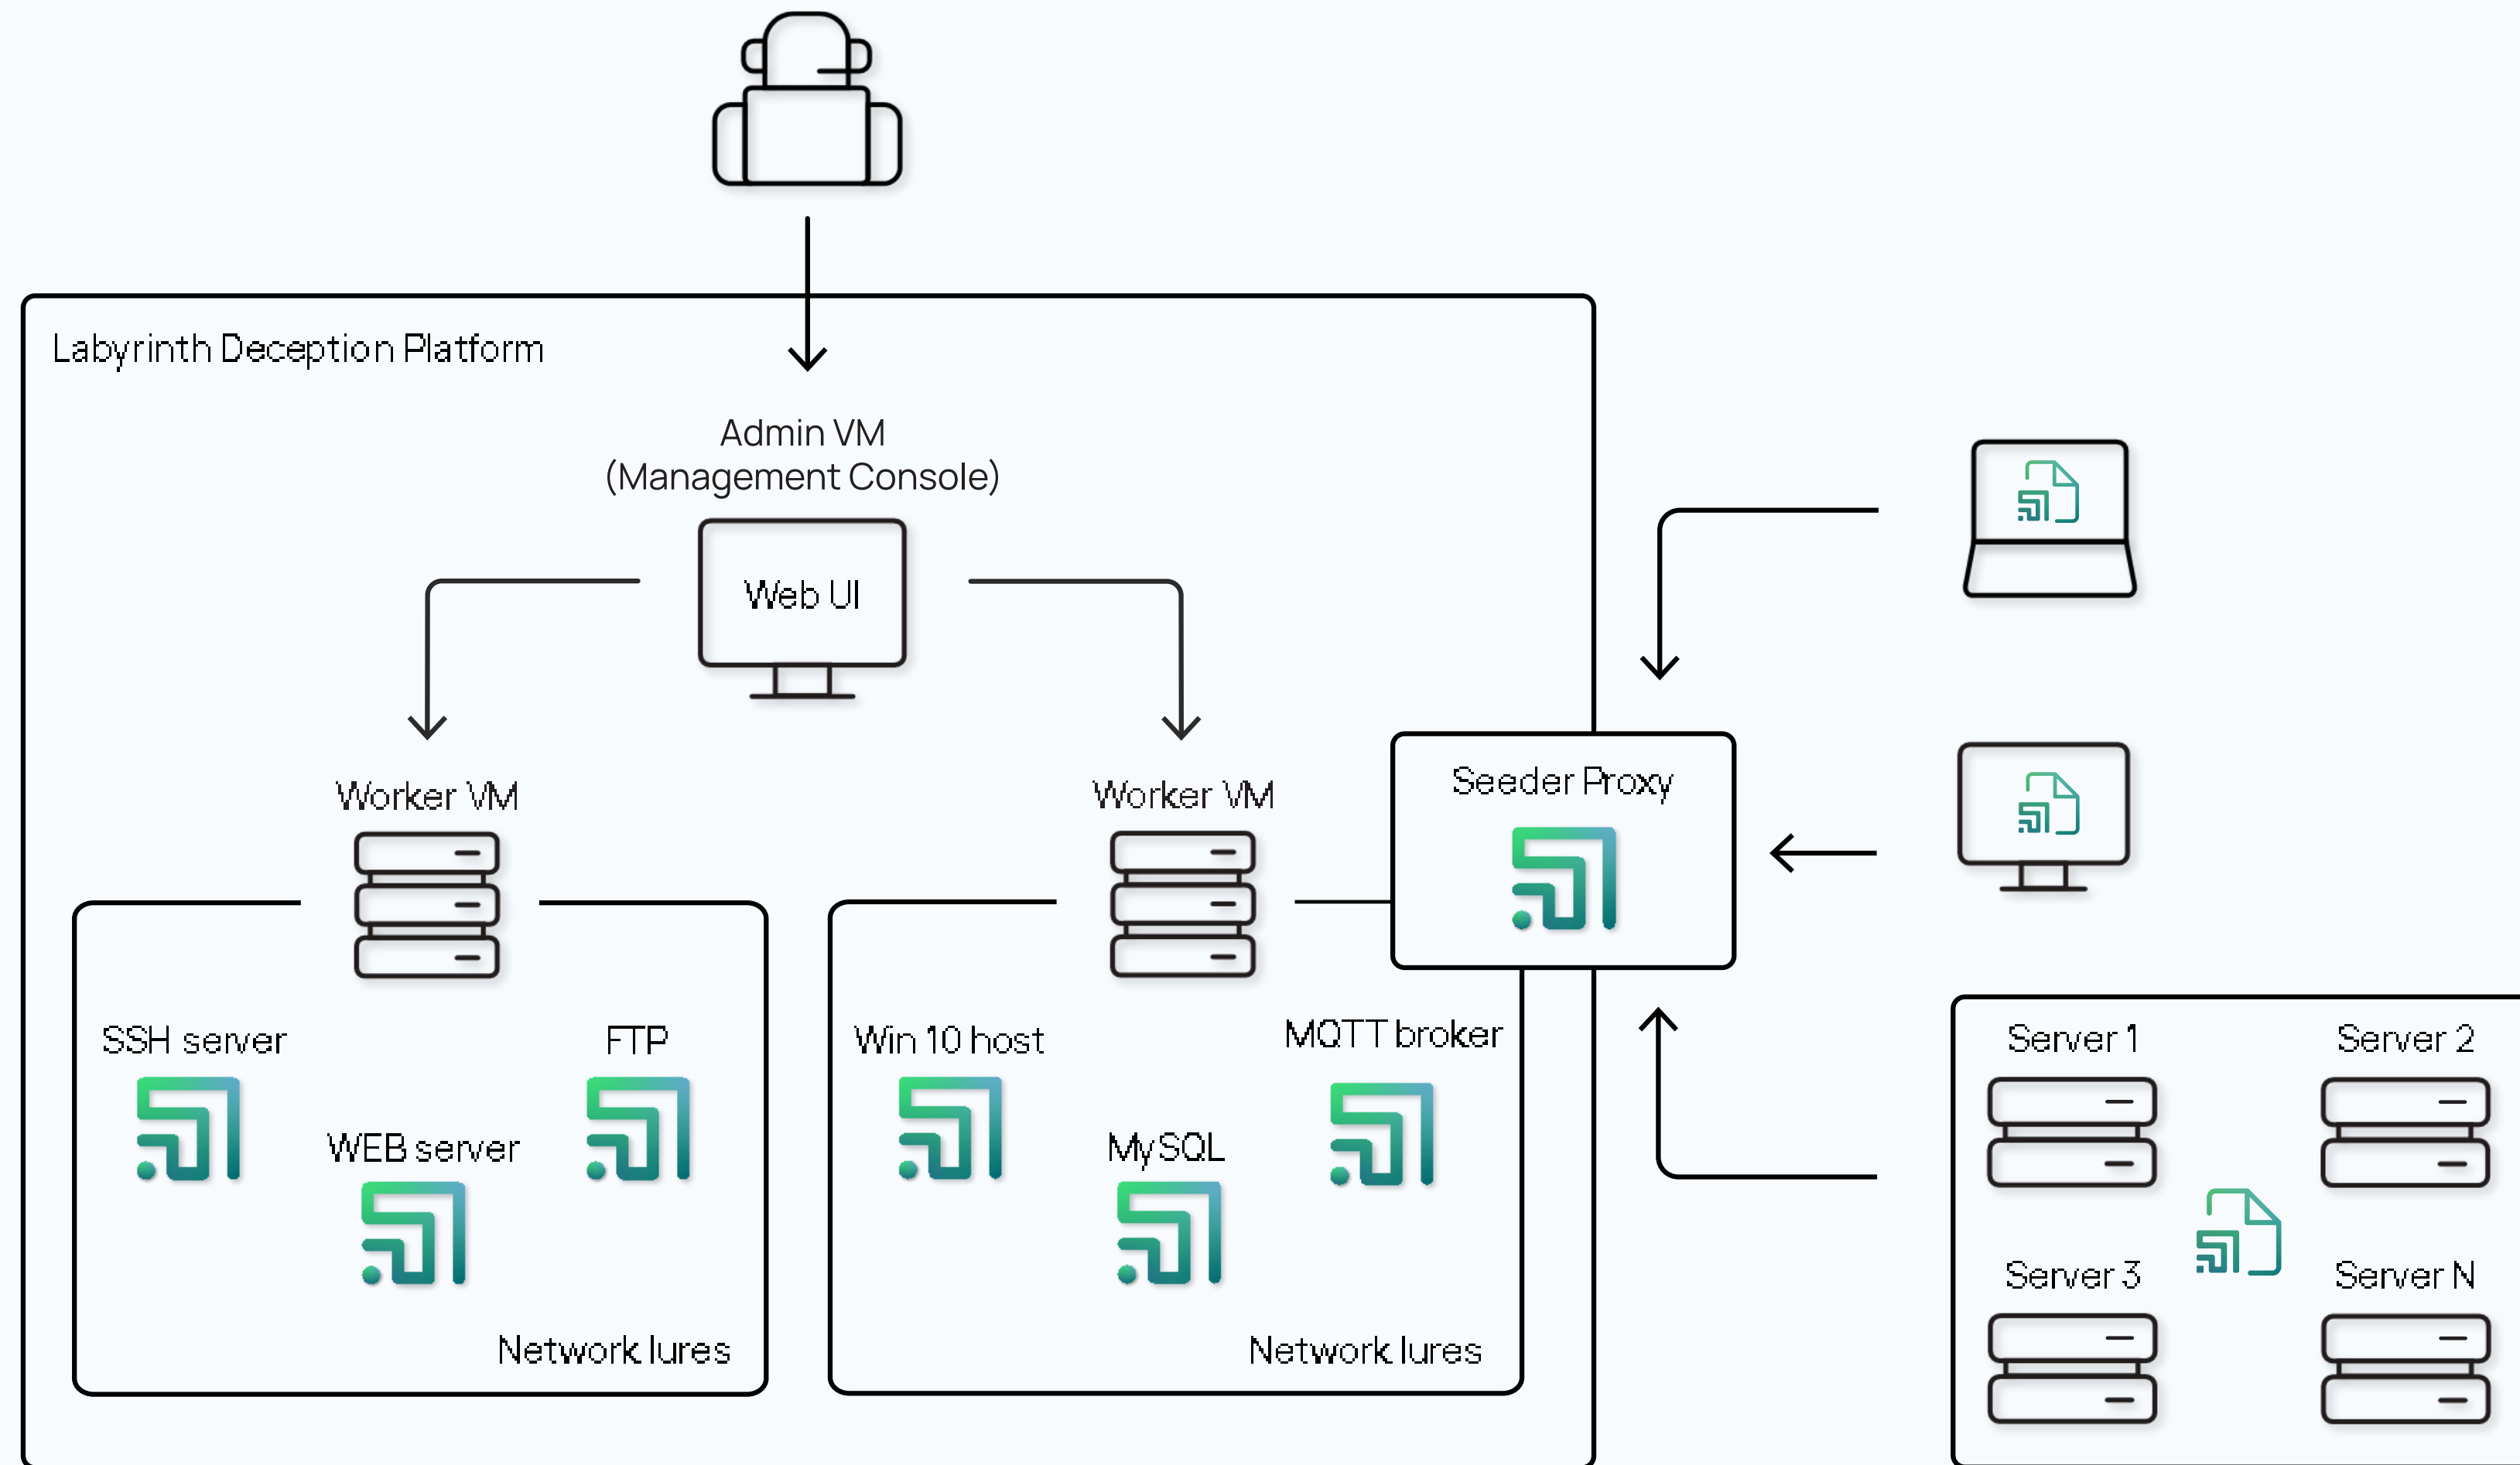 Labyrinth Deception Platform
Admin VM
(Management Console)
Web UI
Worker VM
Worker VM
Seeder Proxy
SSH server
FTP
WEB server
Network lures
Win 10 host
MQTT broker
MySQL
Network lures
Server 1
Server 2
Server 3
Server N